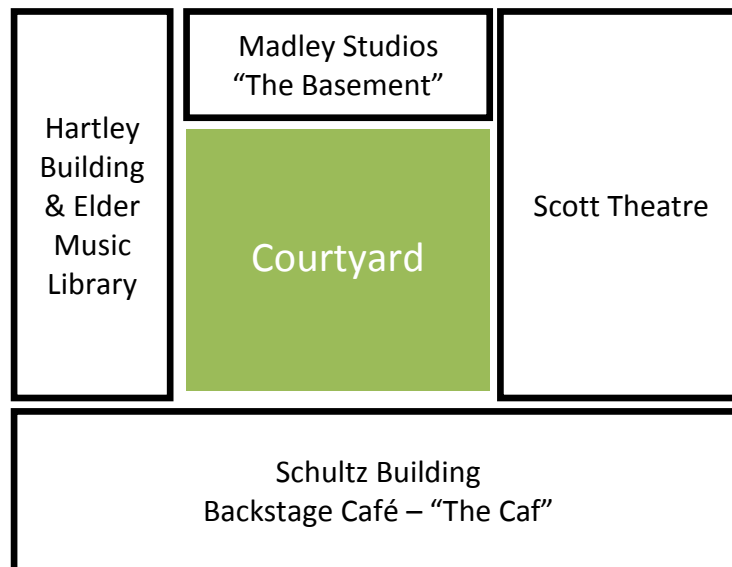 Madley Studios
“The Basement”
Hartley
Building
& Elder
Music
Library
Courtyard
Scott Theatre
Schultz Building
Backstage Café – “The Caf”